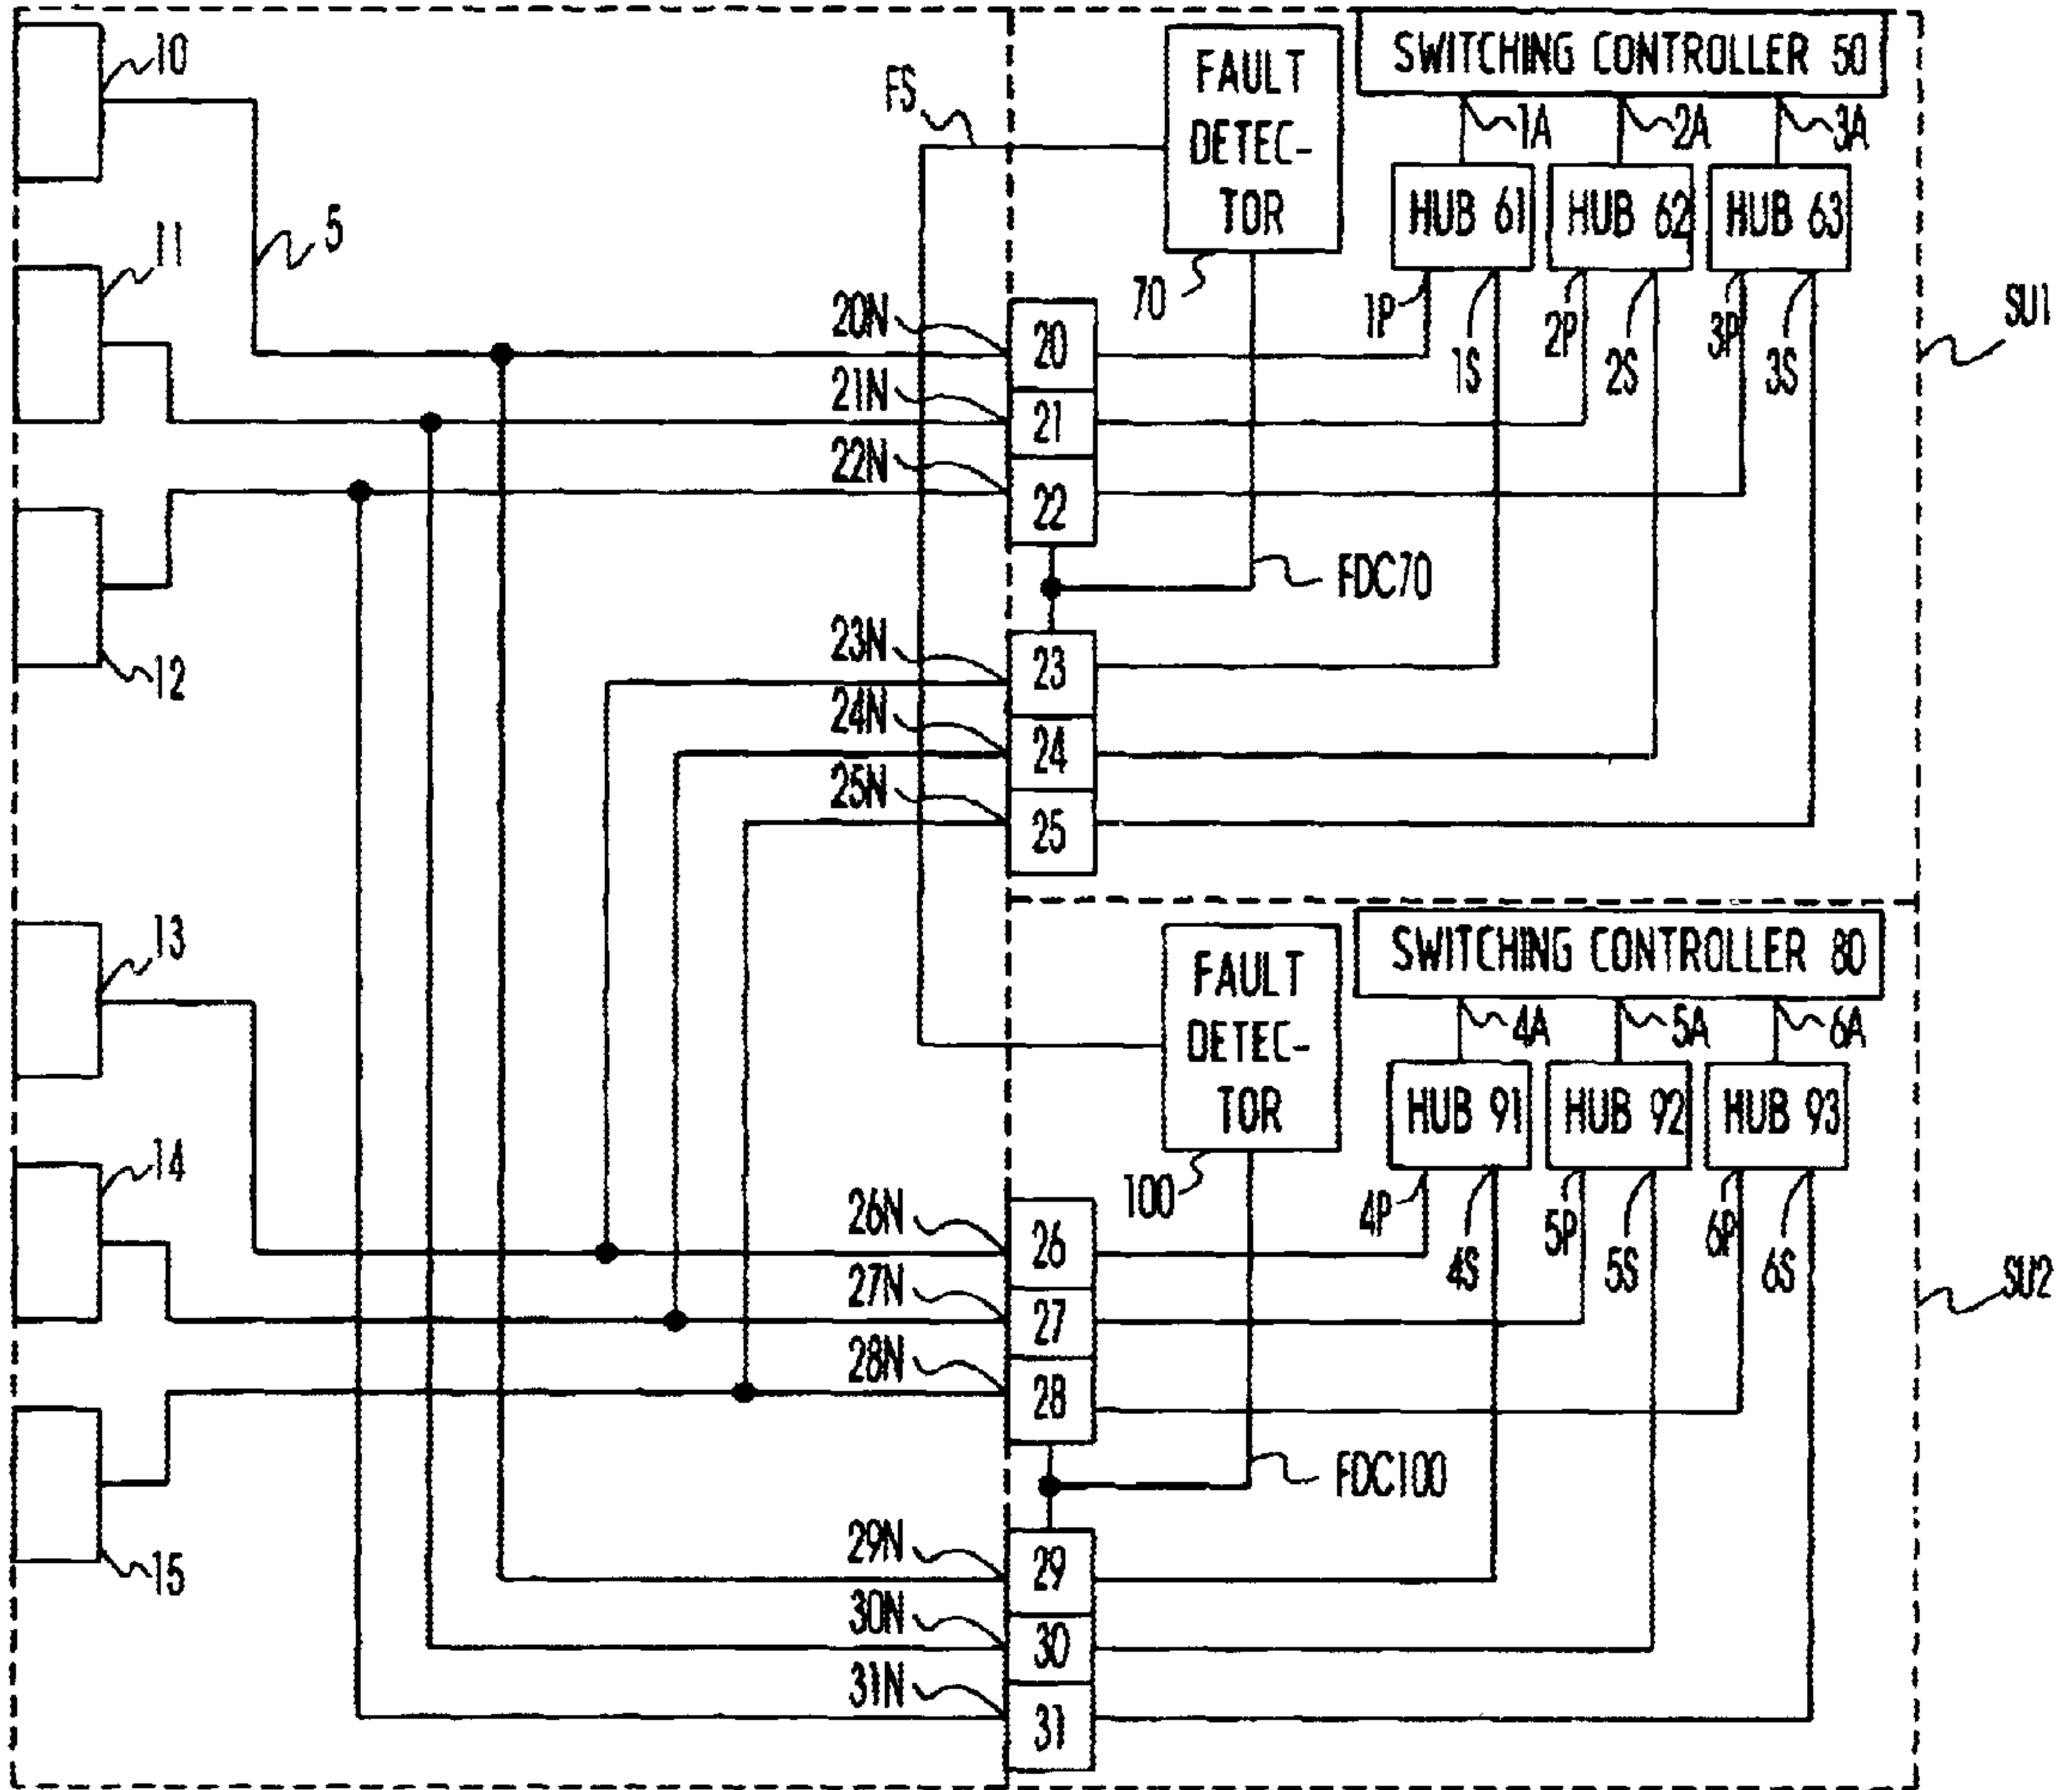 10
11
5
12
13
14
15
FS
FAULT
DETEC-
TOR
70
SWITCHING CONTROLLER 50
1A
2A
3A
HUB 61
HUB 62
HUB 63
1P
1S
2P
2S
3P
3S
SU1
20N
20
21N
21
22N
22
FDC70
23N
23
24N
24
25N
25
FAULT
DETEC-
TOR
100
SWITCHING CONTROLLER 80
4A
5A
6A
HUB 91
HUB 92
HUB 93
4P
4S
5P
5S
6P
6S
SU2
26N
26
27N
27
28N
28
FDC100
29N
29
30N
30
31N
31